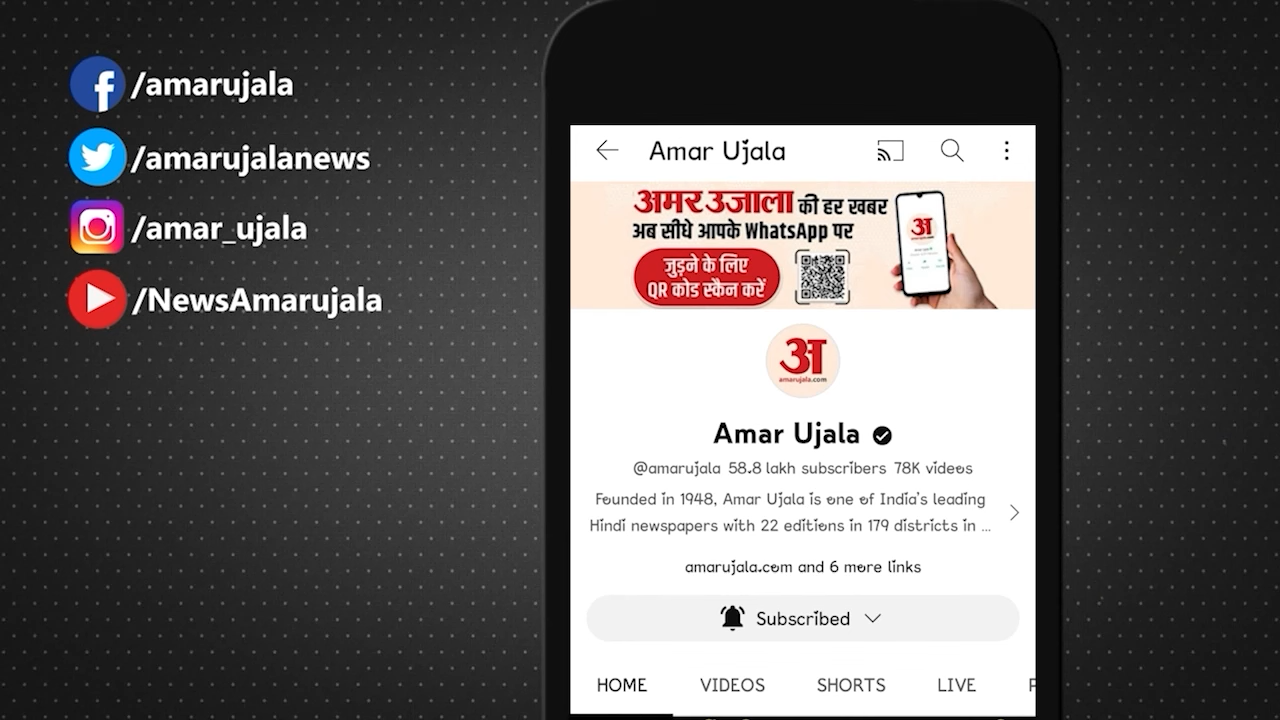 /amarujala
/amarujalanews
/amar_ujala
/NewsAmarujala
Amar Ujala
अमर उजाला की हर खबर
अब सीधे आपके WhatsApp पर
जुड़ने के लिए
QR कोड स्कैन करें
अ
अ
amarujala.com
Amar Ujala
@amarujala 58.8 lakh subscribers 78K videos
Founded in 1948, Amar Ujala is one of India's leading
Hindi newspapers with 22 editions in 179 districts in ...
amarujala.com and 6 more links
Subscribed
HOME VIDEOS SHORTS LIVE